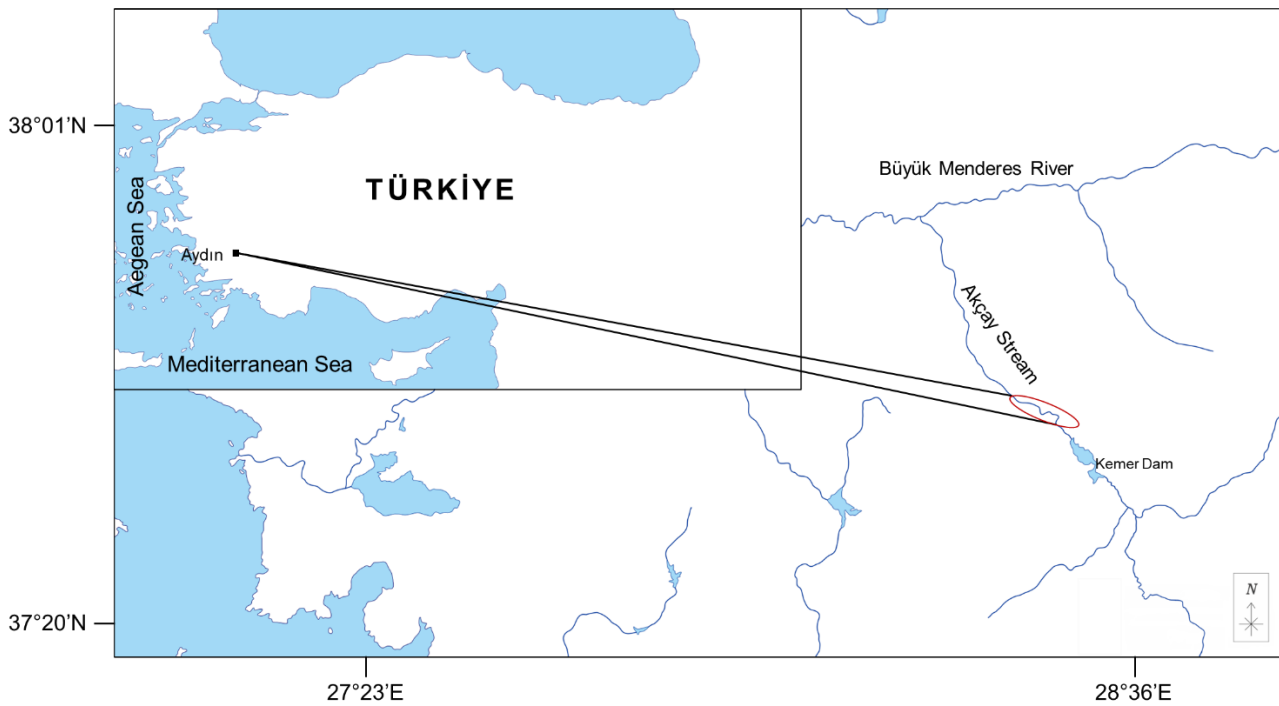 38°01’N
Büyük Menderes River
TÜRKİYE
Aegean Sea
Aydın
Akçay Stream
Mediterranean Sea
Kemer Dam
N
37°20’N
27°23’E
28°36’E